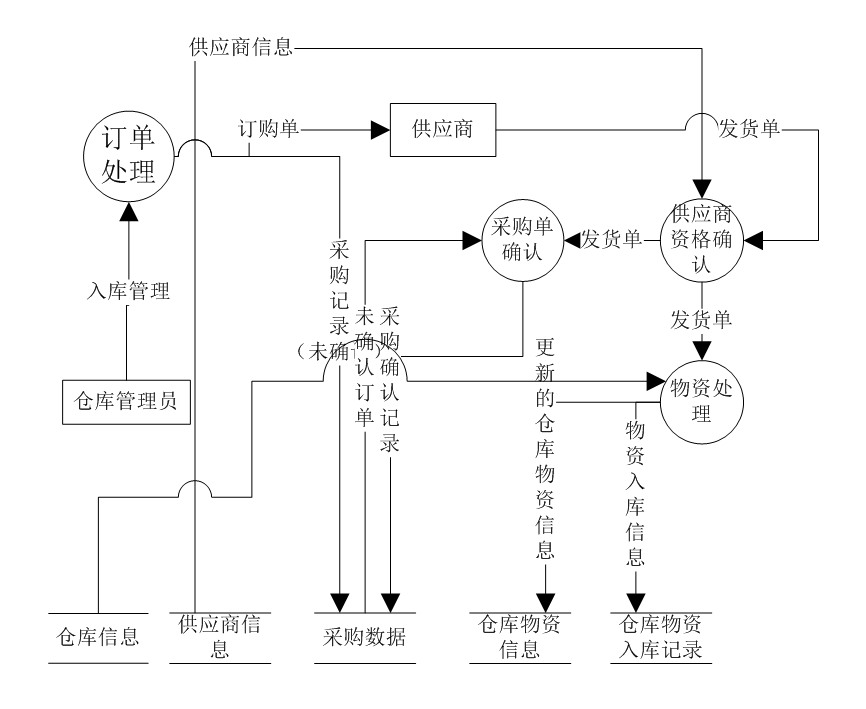 供应商信息
订单
处理
订购单
供应商
发货单
采购单
确认
发货单
供应商
资格确
认
入库管理
发货单
采购记录
（未确
未确认订单
采购确认记录
仓库管理员
更新的仓库物资信息
物资处
理
物资入库信息
仓库信息
供应商信
息
采购数据
仓库物资
信息
仓库物资
入库记录